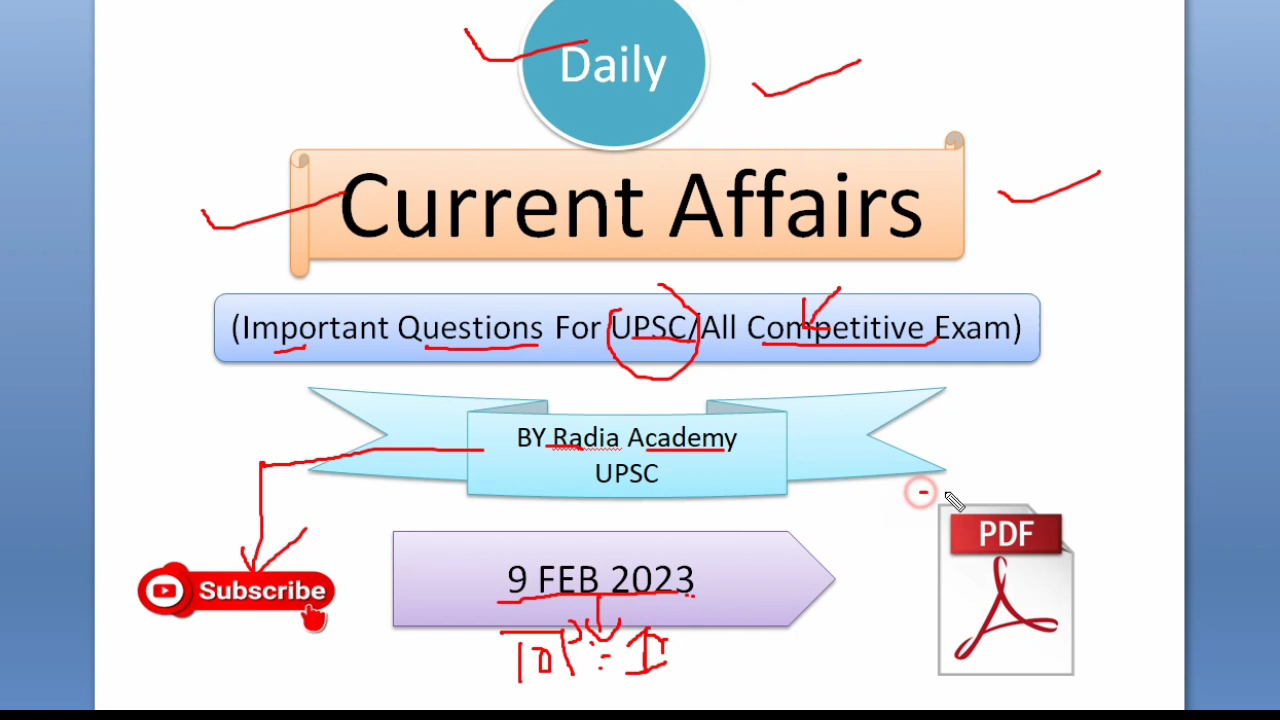 Daily
Current Affairs
(Important Questions For UPSC/All Competitive Exam)
BY Radia Academy
UPSC
Subscribe
9 FEB 2023
PDF